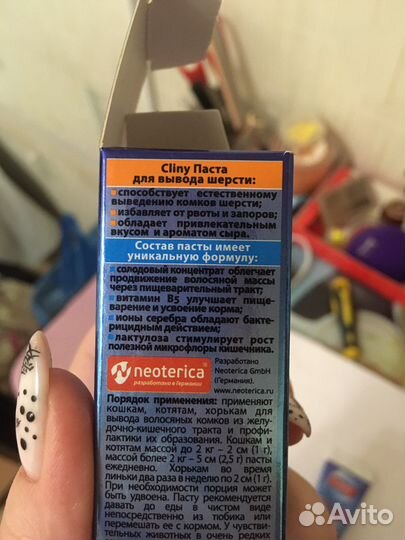 Cliny Паста
для вывода шерсти:
способствует естественному
выведению комков шерсти;
избавляет от рвоты и запоров;
обладает привлекательным
вкусом и ароматом сыра.
Состав пасты имеет
уникальную формулу:
солодовый концентрат облегчает
продвижение волосяной массы
через пищеварительный тракт;
витамин B5 улучшает пище-
варение и усвоение корма;
ионы серебра обладают бакте-
рицидным действием;
лактулоза стимулирует рост
полезной микрофлоры кишечника.
neoterica®
разработано в Германии
Разработано
Neoterica GmbH
(Германия).
www.neoterica.ru
Порядок применения: применяют
кошкам, котятам, хорькам для
вывода волосяных комков из желу-
дочно-кишечного тракта и профи-
лактики их образования. Кошкам и
котятам массой до 2 кг – 2 см (1 г),
массой более 2 кг – 5 см (2,5 г) пасты
ежедневно. Хорькам во время
линьки два раза в неделю по 2 см (1 г).
При необходимости порция может
быть удвоена. Пасту рекомендуется
давать до еды в чистом виде
непосредственно из тюбика или
перемешать ее с кормом. У чувстви-
тельных животных в очень редких
Avito